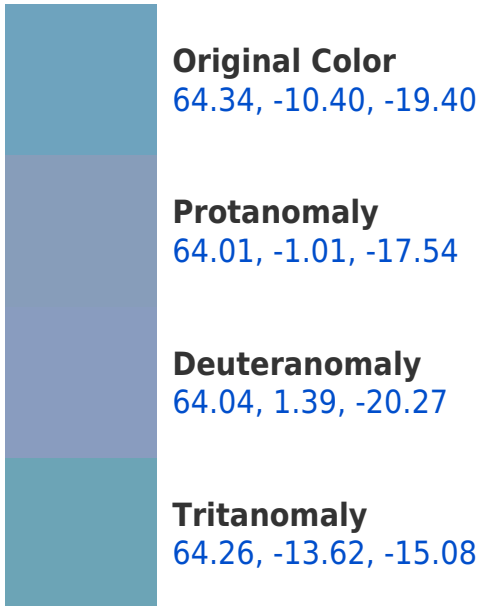 Original Color
64.34, -10.40, -19.40
Protanomaly
64.01, -1.01, -17.54
Deuteranomaly
64.04, 1.39, -20.27
Tritanomaly
64.26, -13.62, -15.08